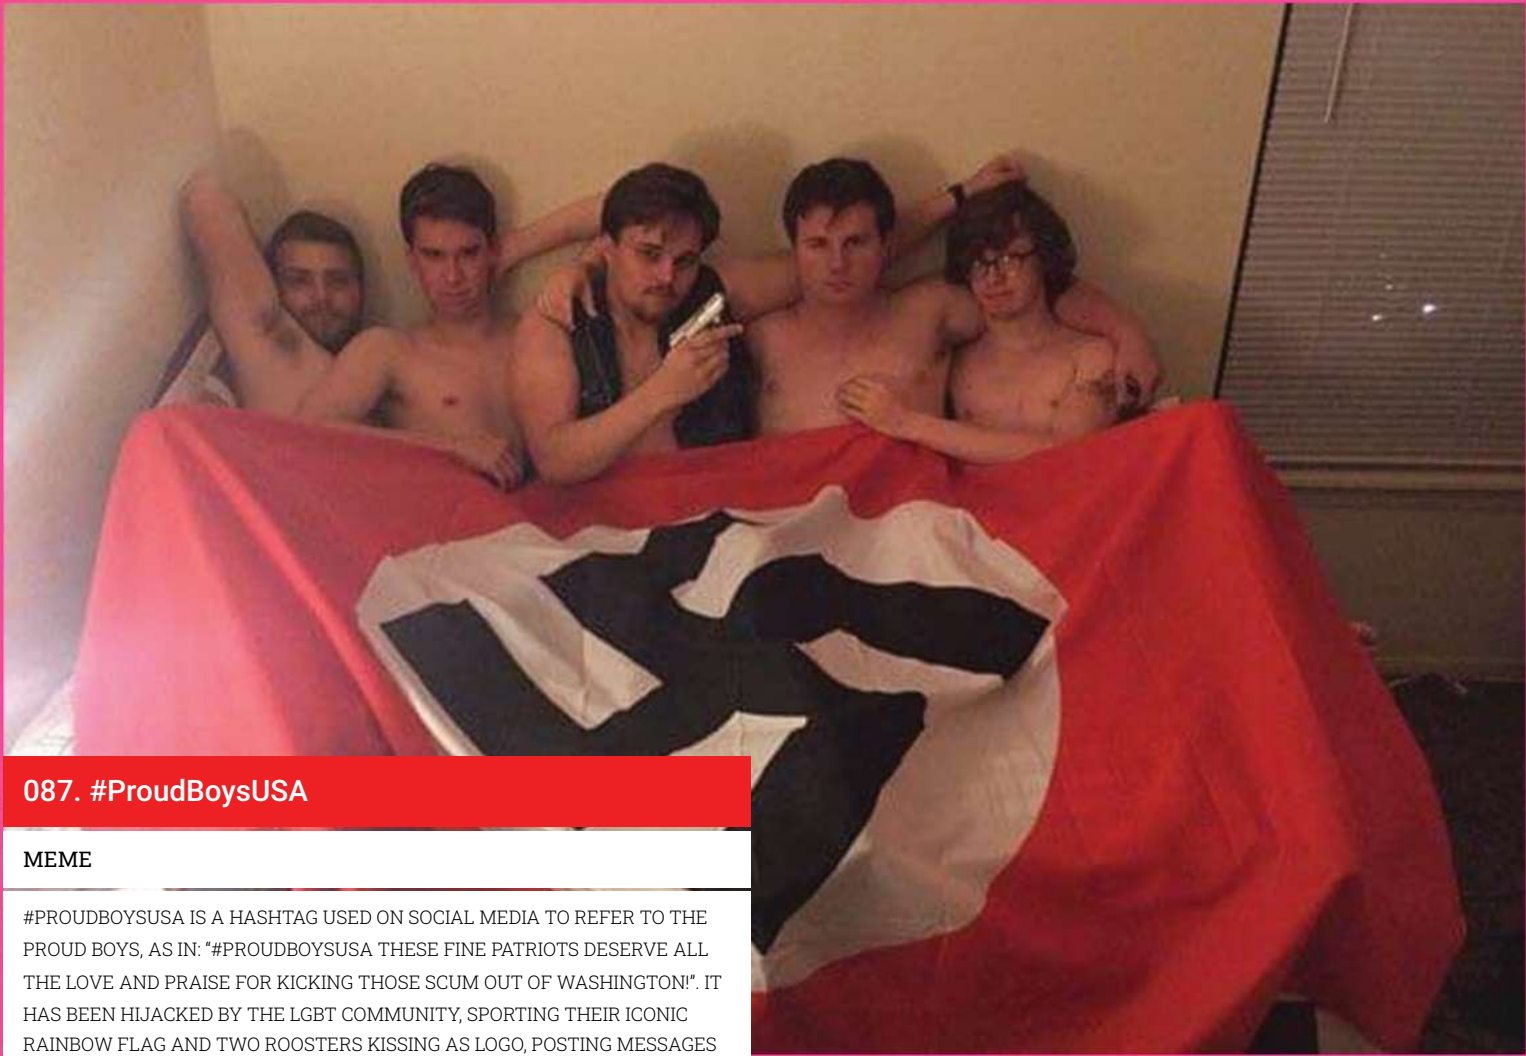 087. #ProudBoysUSA
MEME
#PROUDBOYSUSA IS A HASHTAG USED ON SOCIAL MEDIA TO REFER TO THE
PROUD BOYS, AS IN: “#PROUDBOYSUSA THESE FINE PATRIOTS DESERVE ALL
THE LOVE AND PRAISE FOR KICKING THOSE SCUM OUT OF WASHINGTON!”. IT
HAS BEEN HIJACKED BY THE LGBT COMMUNITY, SPORTING THEIR ICONIC
RAINBOW FLAG AND TWO ROOSTERS KISSING AS LOGO, POSTING MESSAGES